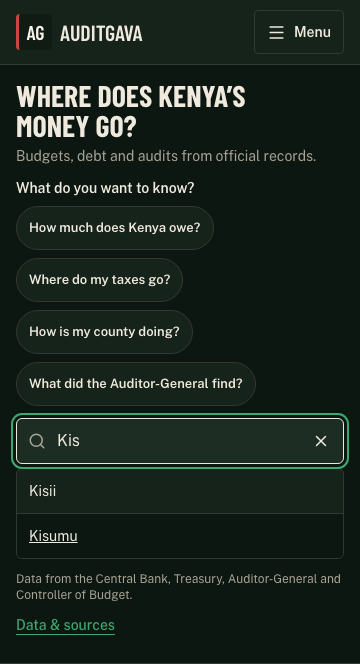 AG AUDITGAVA
Menu
WHERE DOES KENYA'S
MONEY GO?
Budgets, debt and audits from official records.
What do you want to know?
How much does Kenya owe?
Where do my taxes go?
How is my county doing?
What did the Auditor-General find?
Kis
Kisii
Kisumu
Data from the Central Bank, Treasury, Auditor-General and
Controller of Budget.
Data & sources